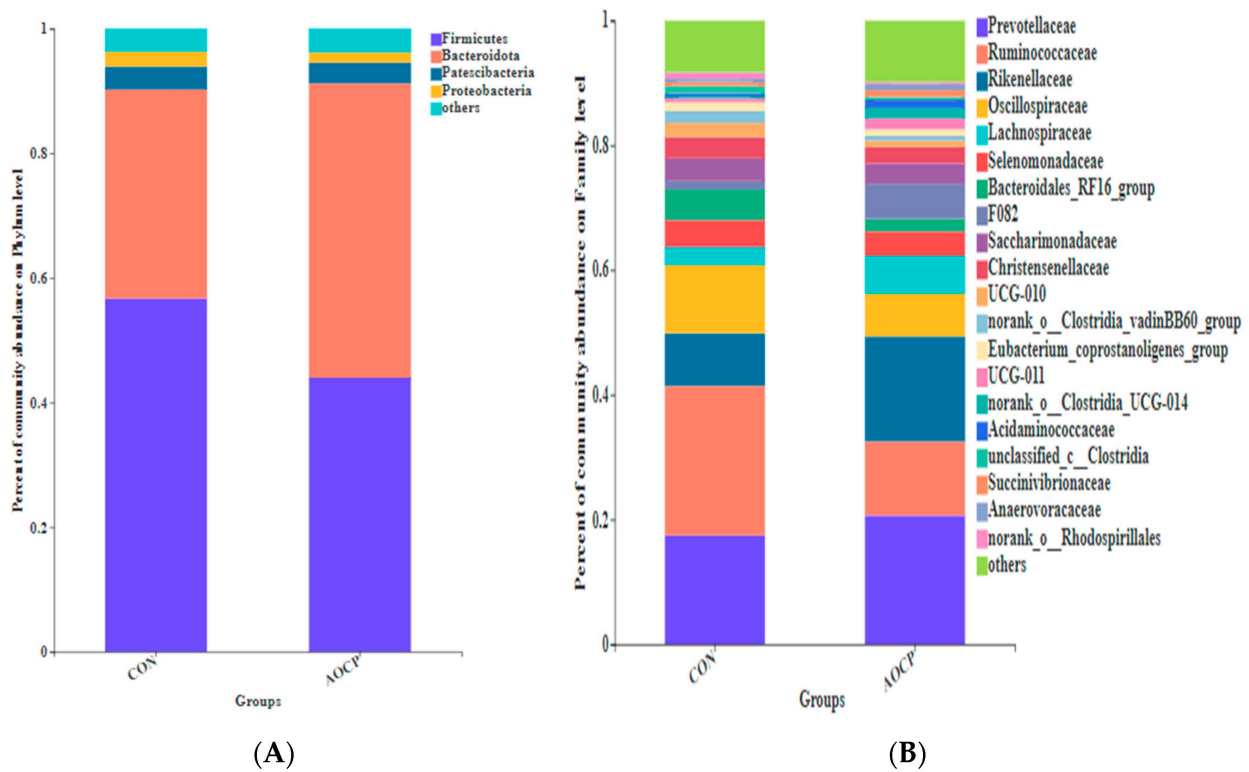 Percent of community abundance on Phylum level
1
0.8
0.6
0.4
0.2
0
CON
AOCP
Groups
Firmicutes
Bacteroidota
Patescibacteria
Proteobacteria
others
(A)
Percent of community abundance on Family level
1
0.8
0.6
0.4
0.2
0
CON
AOCP
Groups
Prevotellaceae
Ruminococcaceae
Rikenellaceae
Oscillospiraceae
Lachnospiraceae
Selenomonadaceae
Bacteroidales_RF16_group
F082
Saccharimonadaceae
Christensenellaceae
UCG-010
norank_o__Clostridia_vadinBB60_group
Eubacterium_coprostanoligenes_group
UCG-011
norank_o__Clostridia_UCG-014
Acidaminococcaceae
unclassified_c__Clostridia
Succinivibrionaceae
Anaerovoracaceae
norank_o__Rhodospirillales
others
(B)